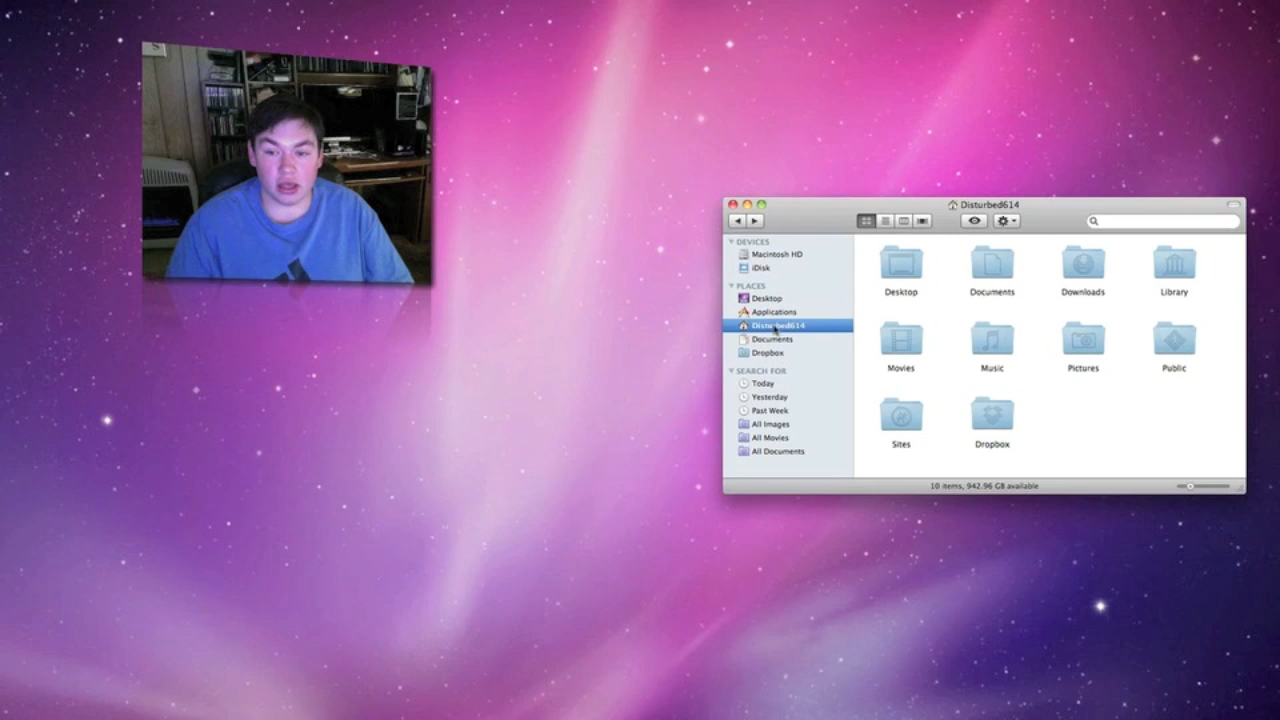 Disturbed614
DEVICES
Macintosh HD
iDisk
PLACES
Desktop
Applications
Disturbed614
Documents
Dropbox
SEARCH FOR
Today
Yesterday
Past Week
All Images
All Movies
All Documents
Desktop
Documents
Downloads
Library
Movies
Music
Pictures
Public
Sites
Dropbox
10 items, 942.96 GB available